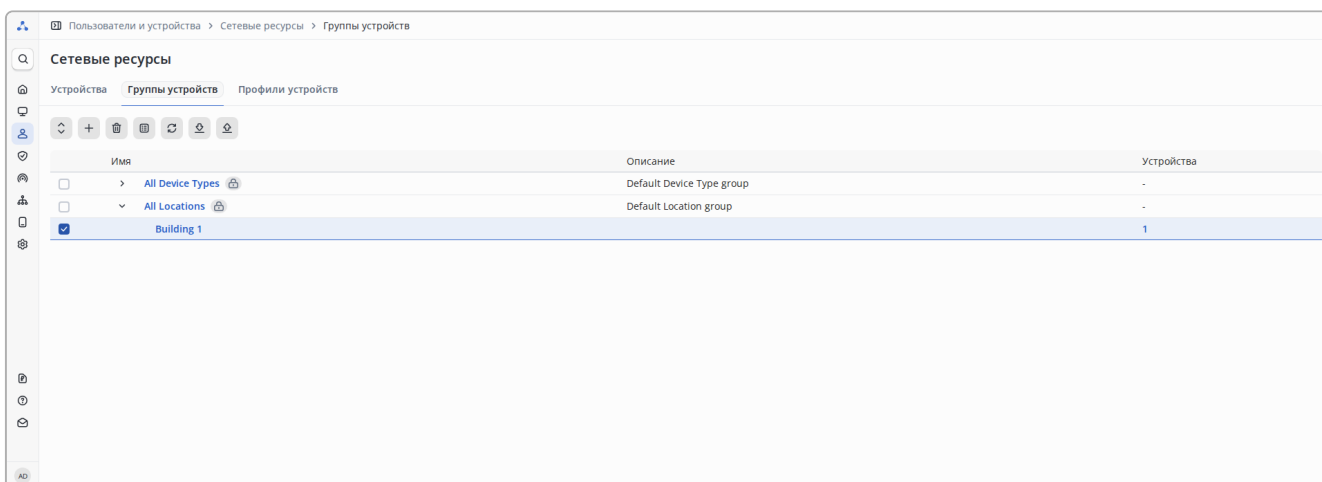 Пользователи и устройства > Сетевые ресурсы > Группы устройств
Сетевые ресурсы
Устройства Группы устройств Профили устройств
Имя Описание Устройства
All Device Types Default Device Type group -
All Locations Default Location group -
Building 1 1
AD